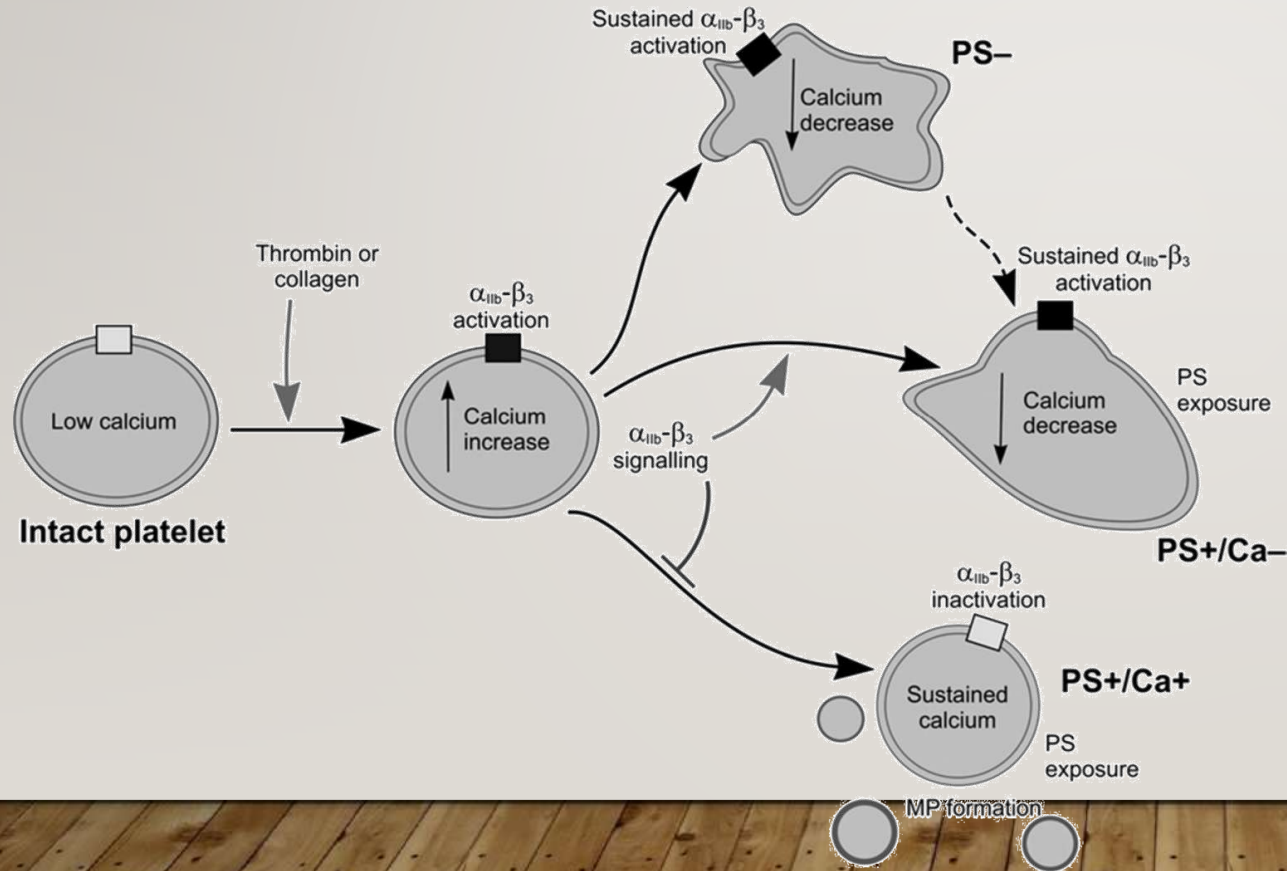 Sustained αIIb-β3
activation
PS–
Calcium
decrease
Thrombin or
collagen
Sustained αIIb-β3
activation
αIIb-β3
activation
PS
exposure
Low calcium
Calcium
increase
Calcium
decrease
αIIb-β3
signalling
Intact platelet
PS+/Ca–
αIIb-β3
inactivation
PS+/Ca+
Sustained
calcium
PS
exposure
MP formation